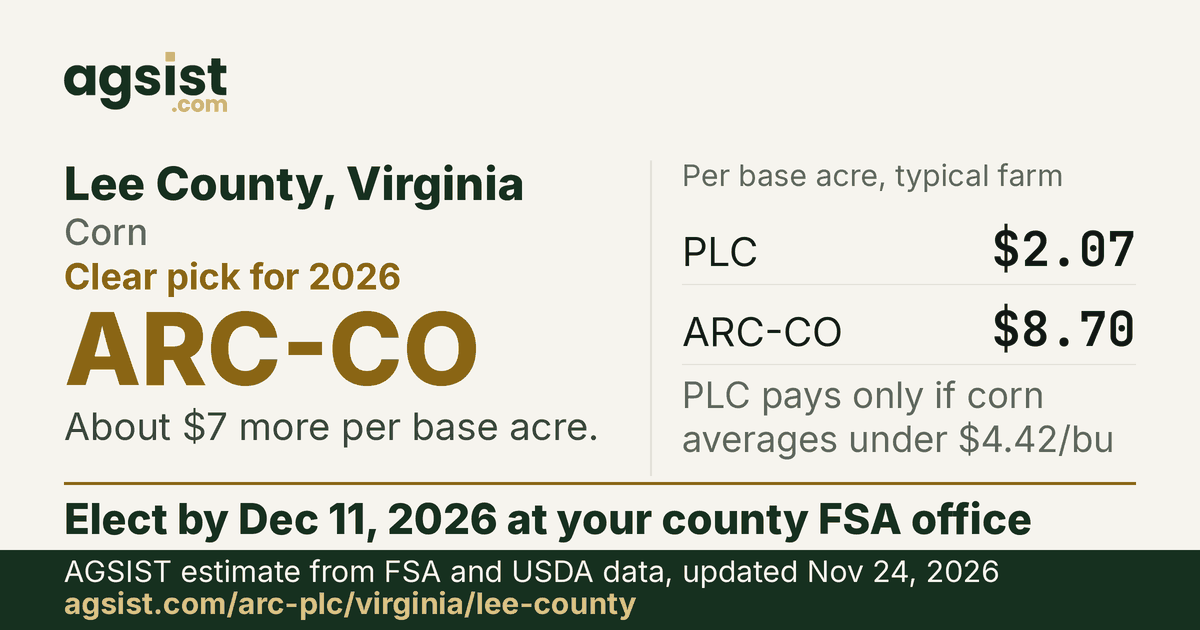 agsist
.com
Lee County, Virginia
Corn
Clear pick for 2026
ARC-CO
About $7 more per base acre.
Per base acre, typical farm
PLC $2.07
ARC-CO $8.70
PLC pays only if corn
averages under $4.42/bu
Elect by Dec 11, 2026 at your county FSA office
AGSIST estimate from FSA and USDA data, updated Nov 24, 2026
agsist.com/arc-plc/virginia/lee-county